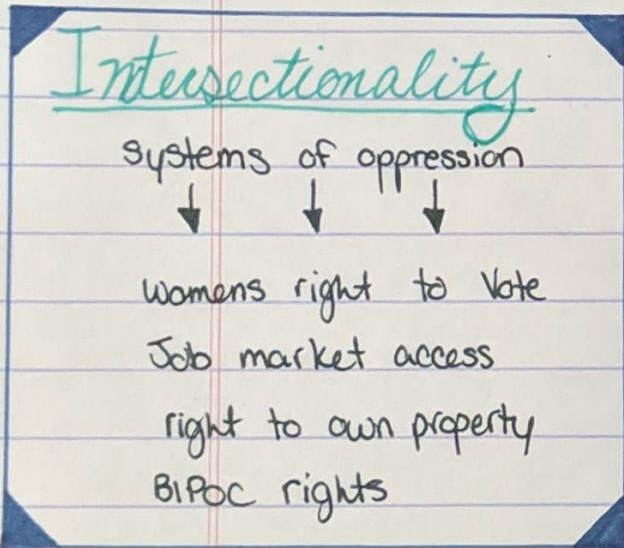 Intersectionality
systems of oppression
womens right to Vote
Job market access
right to own property
BIPOC rights